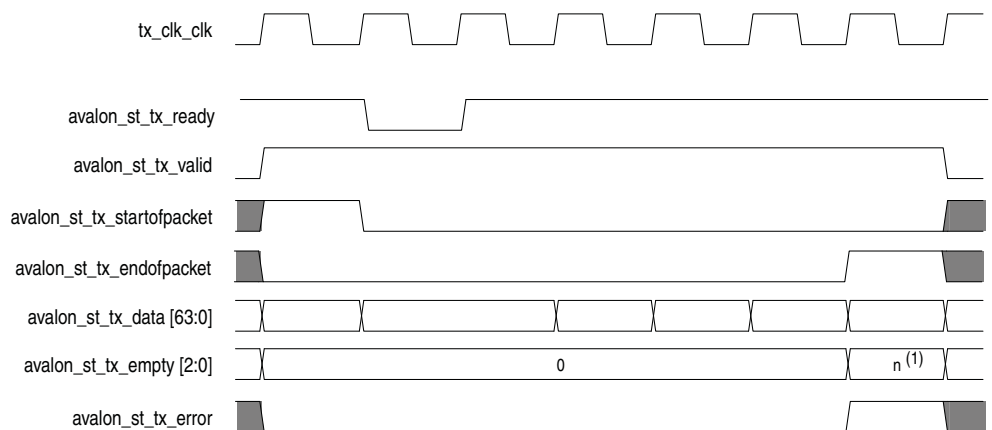 tx_clk_clk
avalon_st_tx_ready
avalon_st_tx_valid
avalon_st_tx_startofpacket
avalon_st_tx_endofpacket
avalon_st_tx_data [63:0]
avalon_st_tx_empty [2:0] 0 n (1)
avalon_st_tx_error